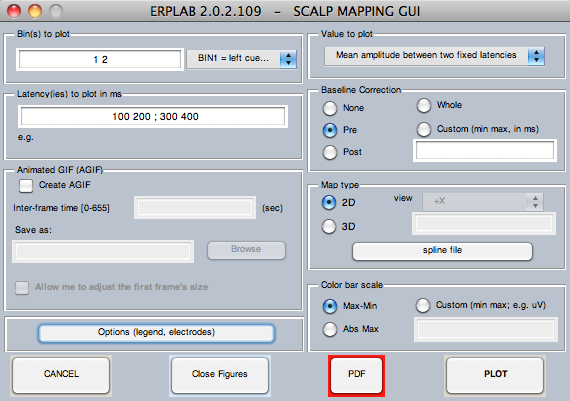 ERPLAB 2.0.2.109 - SCALP MAPPING GUI
Bin(s) to plot
1 2
BIN1 = left cue...
Latency(ies) to plot in ms
100 200 ; 300 400
e.g.
Animated GIF (AGIF)
Create AGIF
Inter-frame time [0-655]
(sec)
Save as:
Browse
Allow me to adjust the first frame's size
Options (legend, electrodes)
Value to plot
Mean amplitude between two fixed latencies
Baseline Correction
None
Whole
Pre
Custom (min max, in ms)
Post
Map type
2D
view
+X
3D
spline file
Color bar scale
Max-Min
Custom (min max; e.g. uV)
Abs Max
CANCEL
Close Figures
PDF
PLOT